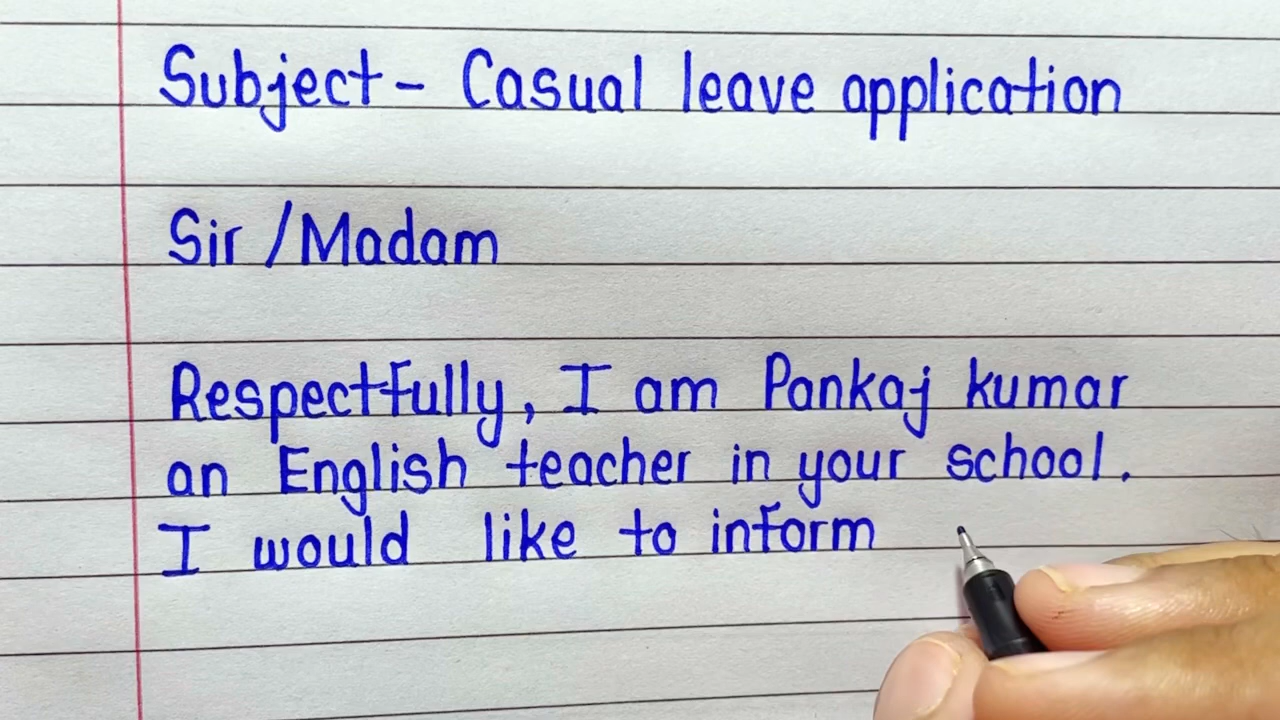 Subject - Casual leave application
Sir / Madam
Respectfully, I am Pankaj kumar
an English teacher in your school.
I would like to inform